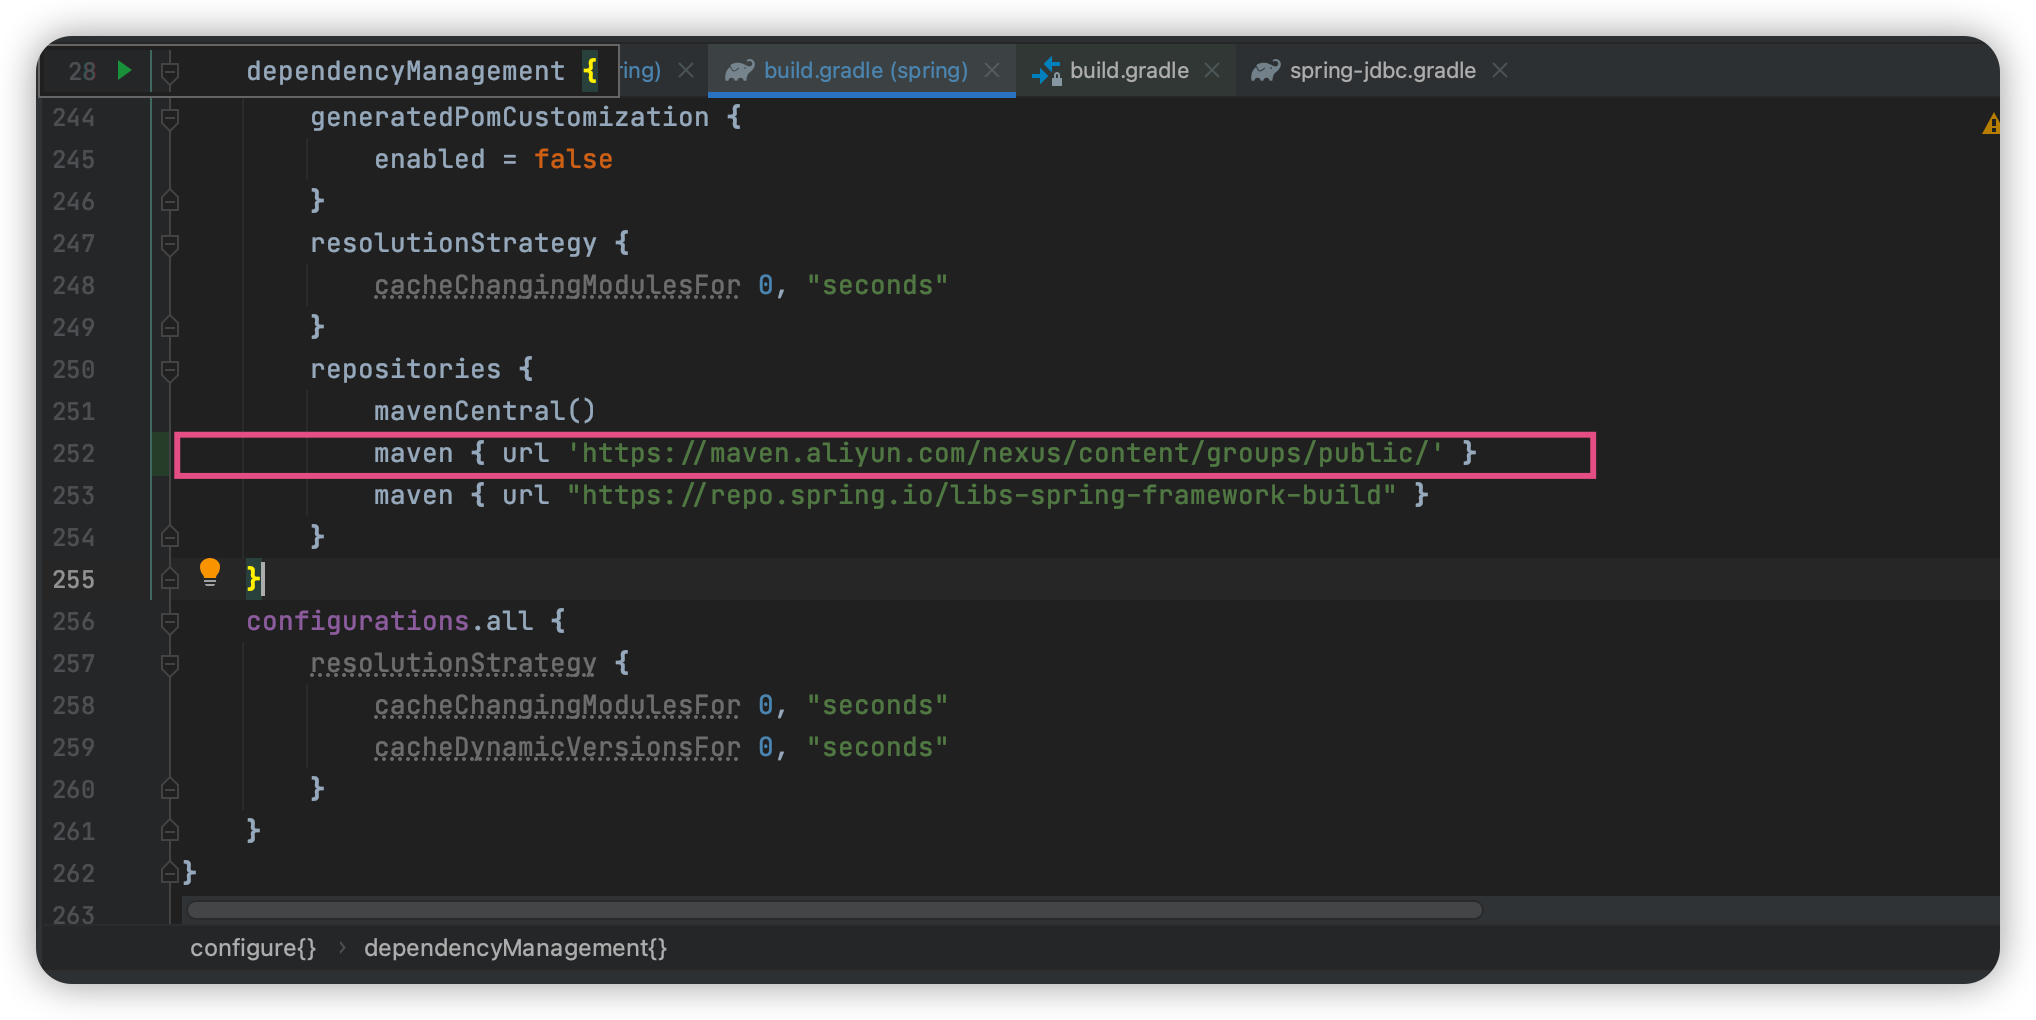 28 dependencyManagement { ring) build.gradle (spring) build.gradle spring-jdbc.gradle
244 generatedPomCustomization {
245 enabled = false
246 }
247 resolutionStrategy {
248 cacheChangingModulesFor 0, "seconds"
249 }
250 repositories {
251 mavenCentral()
252 maven { url 'https://maven.aliyun.com/nexus/content/groups/public/' }
253 maven { url "https://repo.spring.io/libs-spring-framework-build" }
254 }
255 }
256 configurations.all {
257 resolutionStrategy {
258 cacheChangingModulesFor 0, "seconds"
259 cacheDynamicVersionsFor 0, "seconds"
260 }
261 }
262 }
263
configure{} › dependencyManagement{}